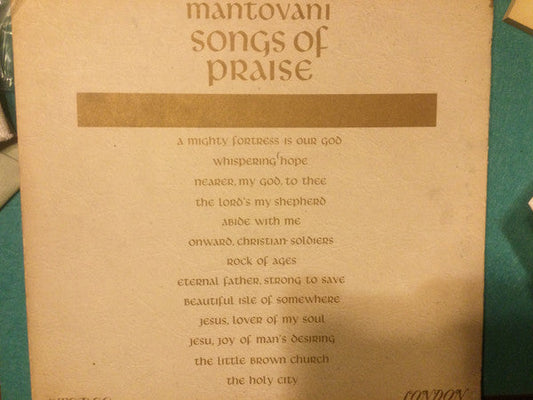 mantovani
songs of
praise
a mighty fortress is our god
whispering hope
nearer, my god, to thee
the lord's my shepherd
abide with me
onward, christian soldiers
rock of ages
eternal father, strong to save
beautiful isle of somewhere
jesus, lover of my soul
jesu, joy of man's desiring
the little brown church
the holy city
LONDON